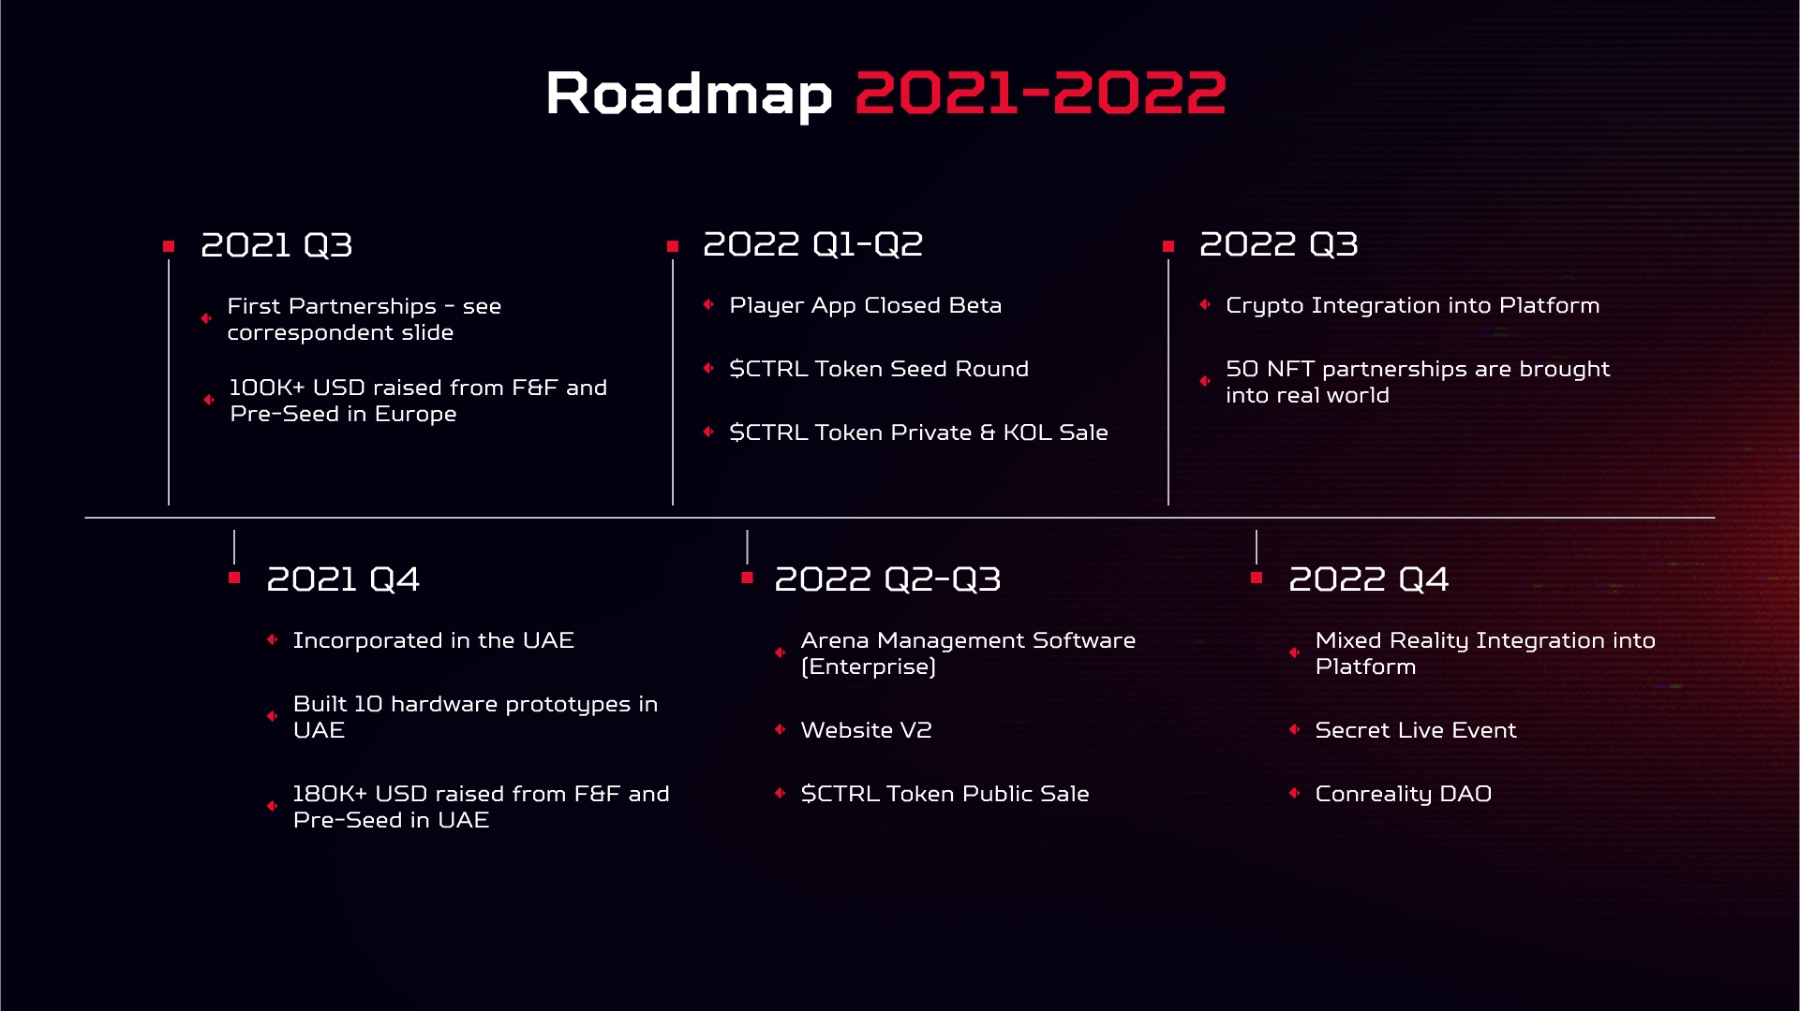 Roadmap 2021-2022
2021 Q3
First Partnerships - see
correspondent slide
100K+ USD raised from F&F and
Pre-Seed in Europe
2022 Q1-Q2
Player App Closed Beta
$CTRL Token Seed Round
$CTRL Token Private & KOL Sale
2022 Q3
Crypto Integration into Platform
50 NFT partnerships are brought
into real world
2021 Q4
Incorporated in the UAE
Built 10 hardware prototypes in
UAE
180K+ USD raised from F&F and
Pre-Seed in UAE
2022 Q2-Q3
Arena Management Software
(Enterprise)
Website V2
$CTRL Token Public Sale
2022 Q4
Mixed Reality Integration into
Platform
Secret Live Event
Conreality DAO